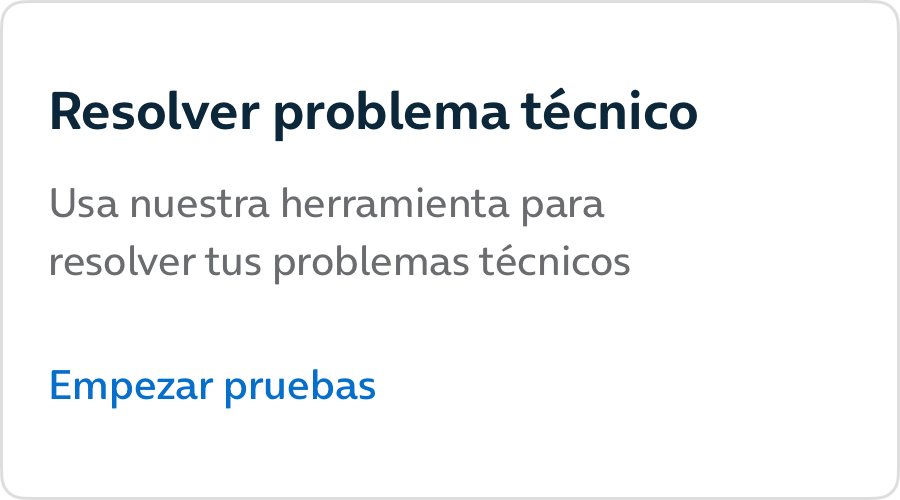 Resolver problema técnico
Usa nuestra herramienta para
resolver tus problemas técnicos
Empezar pruebas